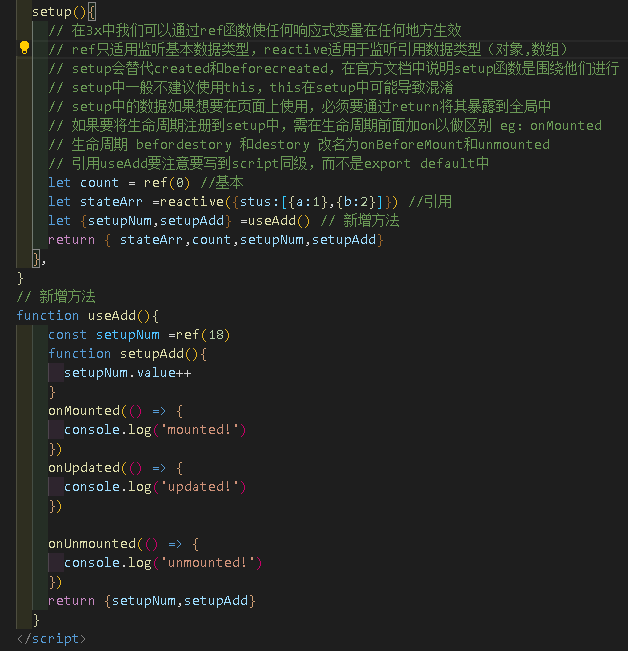 setup(){
// 在3x中我们可以通过ref函数使任何响应式变量在任何地方生效
// ref只适用监听基本数据类型，reactive适用于监听引用数据类型（对象,数组）
// setup会替代created和beforecreated，在官方文档中说明setup函数是围绕他们进行
// setup中一般不建议使用this，this在setup中可能导致混淆
// setup中的数据如果想要在页面上使用，必须要通过return将其暴露到全局中
// 如果要将生命周期注册到setup中，需在生命周期前面加on以做区别 eg：onMounted
// 生命周期 befordestory 和destory 改名为onBeforeMount和unmounted
// 引用useAdd要注意要写到script同级，而不是export default中
let count = ref(0) //基本
let stateArr =reactive({stus:[{a:1},{b:2}]}) //引用
let {setupNum,setupAdd} =useAdd() // 新增方法
return { stateArr,count,setupNum,setupAdd}
},
}
// 新增方法
function useAdd(){
const setupNum =ref(18)
function setupAdd(){
setupNum.value++
}
onMounted(() => {
console.log('mounted!')
})
onUpdated(() => {
console.log('updated!')
})
onUnmounted(() => {
console.log('unmounted!')
})
return {setupNum,setupAdd}
}
</script>